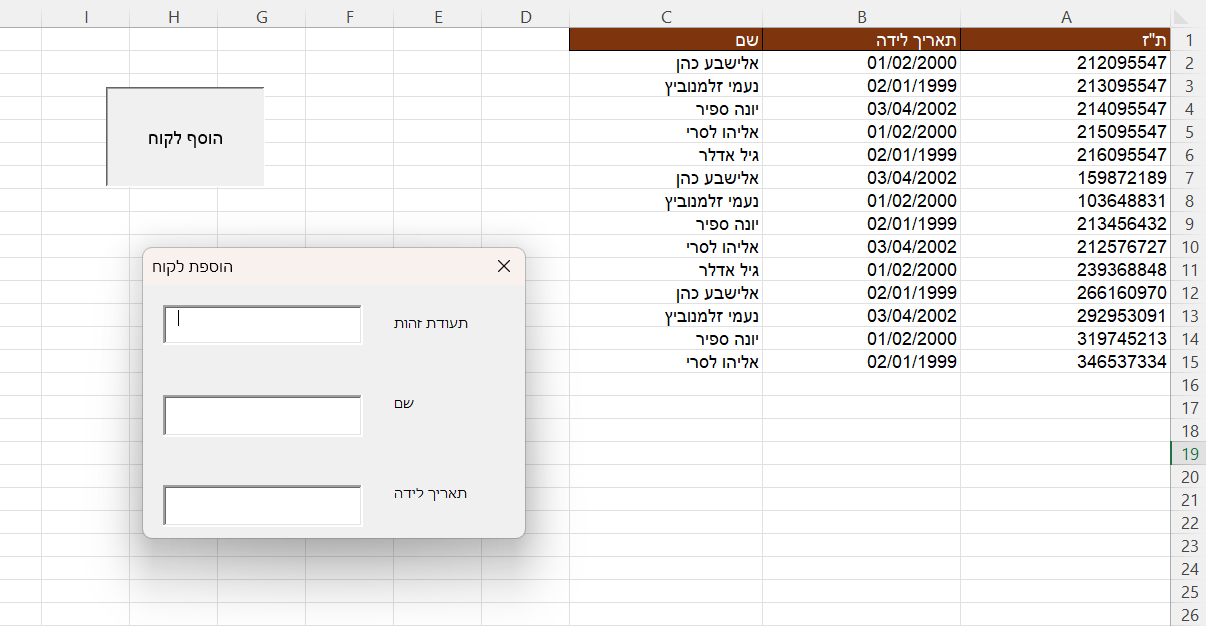 A B C D E F G H I
1 ת"ז תאריך לידה שם
2 212095547 01/02/2000 אלישבע כהן
3 213095547 02/01/1999 נעמי זלמנוביץ
4 214095547 03/04/2002 יונה ספיר
5 215095547 01/02/2000 אליהו לסרי
6 216095547 02/01/1999 גיל אדלר
7 159872189 03/04/2002 אלישבע כהן
8 103648831 01/02/2000 נעמי זלמנוביץ
9 213456432 02/01/1999 יונה ספיר
10 212576727 03/04/2002 אליהו לסרי
11 239368848 01/02/2000 גיל אדלר
12 266160970 02/01/1999 אלישבע כהן
13 292953091 03/04/2002 נעמי זלמנוביץ
14 319745213 01/02/2000 יונה ספיר
15 346537334 02/01/1999 אליהו לסרי
16
17
18
19
20
21
22
23
24
25
26
הוסף לקוח
הוספת לקוח
תעודת זהות
שם
תאריך לידה